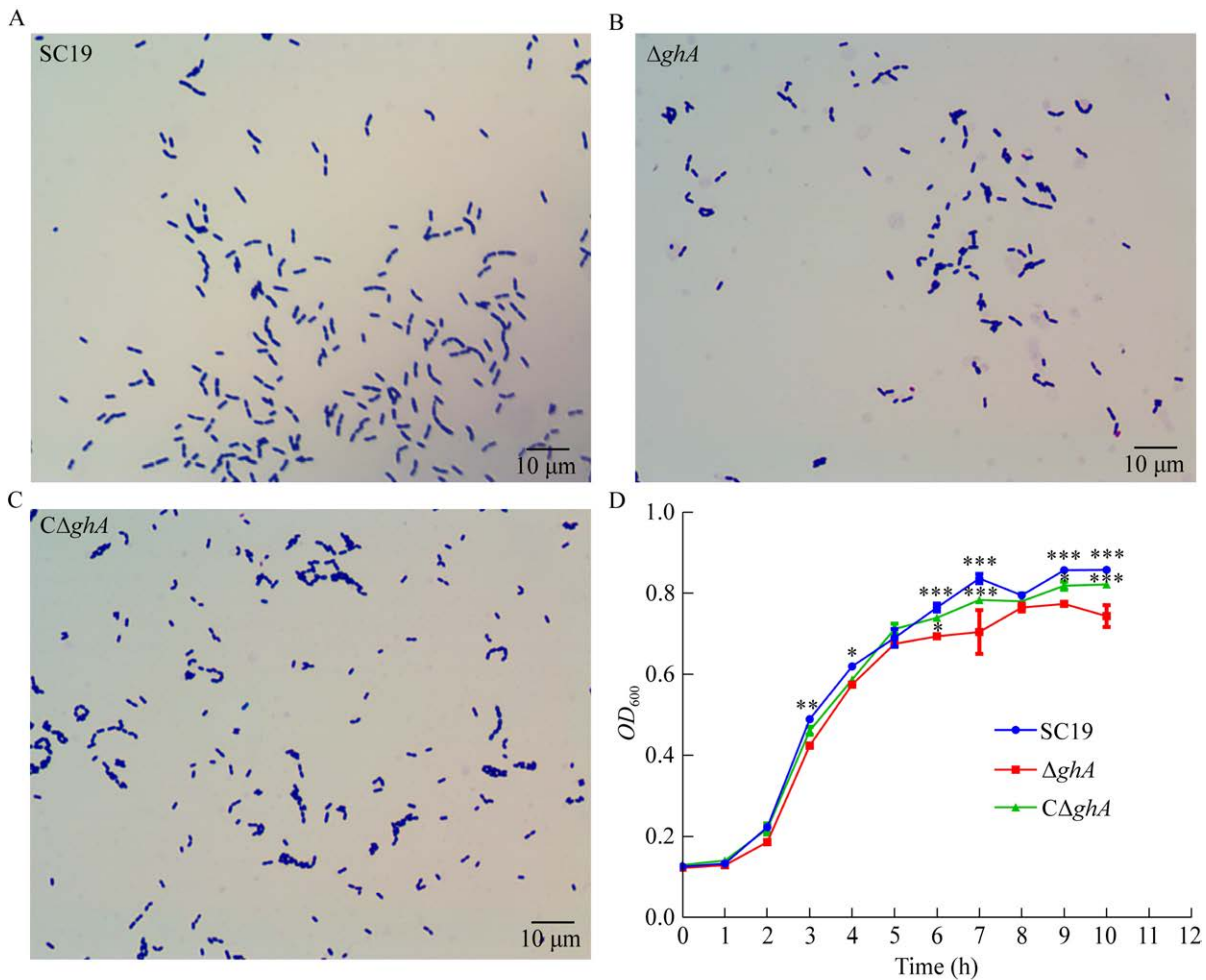 A
SC19
10 μm
B
ΔghA
10 μm
C
CΔghA
10 μm
D
1.0
0.8
0.6
0.4
0.2
0.0
OD600
**
*
***
*
***
***
***
*
***
***
SC19
ΔghA
CΔghA
0 1 2 3 4 5 6 7 8 9 10 11 12
Time (h)